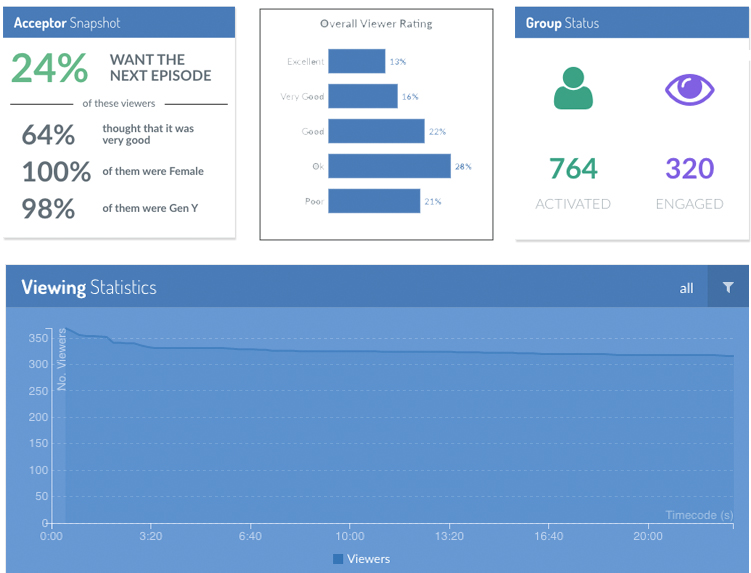 Acceptor Snapshot
24% WANT THE
NEXT EPISODE
of these viewers
64% thought that it was
very good
100% of them were Female
98% of them were Gen Y
Overall Viewer Rating
Excellent 13%
Very Good 16%
Good 22%
Ok 28%
Poor 21%
Group Status
764 320
ACTIVATED ENGAGED
Viewing Statistics all
No. Viewers
350
300
250
200
150
100
50
0
Timecode (s)
0:00 3:20 6:40 10:00 13:20 16:40 20:00
Viewers